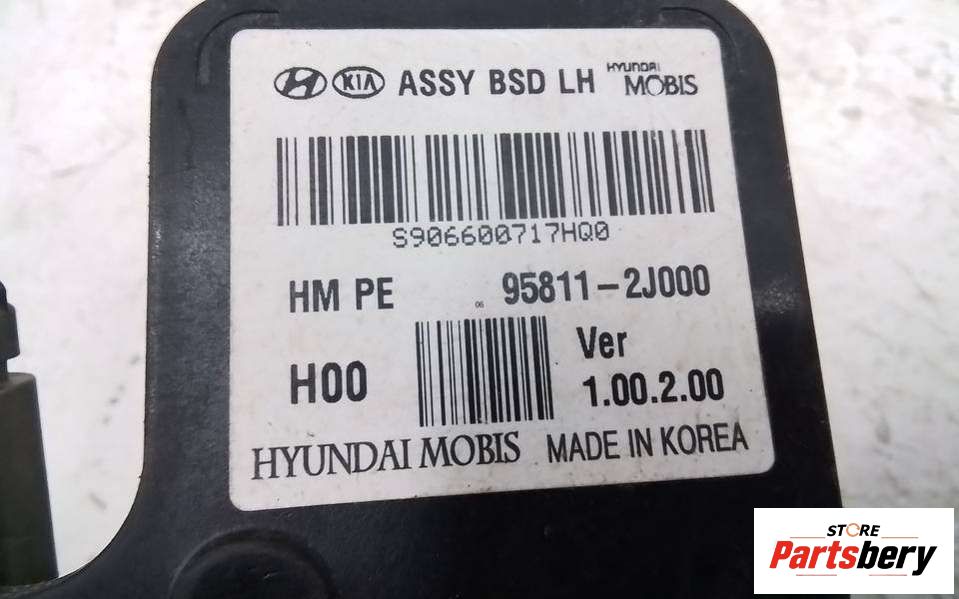 KIA ASSY BSD LH HYUNDAI MOBIS
S906600717HQ0
HM PE 06 95811-2J000
H00 Ver 1.00.2.00
HYUNDAI MOBIS MADE IN KOREA
STORE
Partsbery